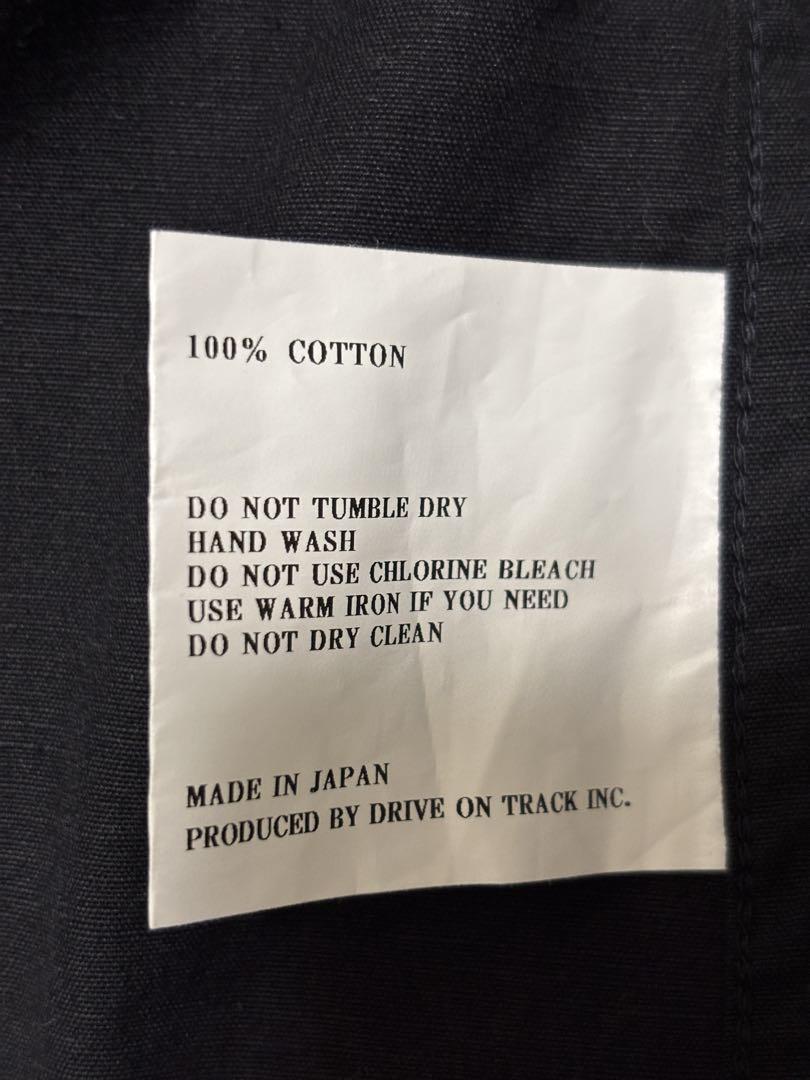 100% COTTON
DO NOT TUMBLE DRY
HAND WASH
DO NOT USE CHLORINE BLEACH
USE WARM IRON IF YOU NEED
DO NOT DRY CLEAN
MADE IN JAPAN
PRODUCED BY DRIVE ON TRACK INC.